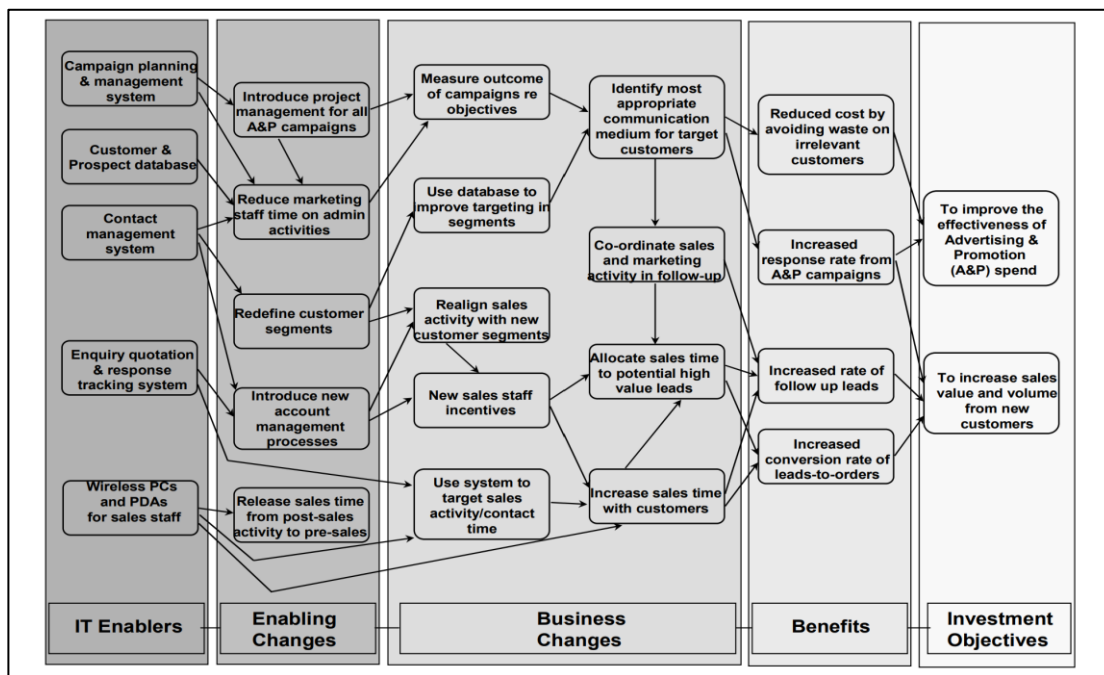 Campaign planning
& management
system
Customer &
Prospect database
Contact
management
system
Enquiry quotation
& response
tracking system
Wireless PCs
and PDAs
for sales staff
IT Enablers
Introduce project
management for all
A&P campaigns
Reduce marketing
staff time on admin
activities
Redefine customer
segments
Introduce new
account
management
processes
Release sales time
from post-sales
activity to pre-sales
Enabling
Changes
Measure outcome
of campaigns re
objectives
Use database to
improve targeting in
segments
Realign sales
activity with new
customer segments
New sales staff
incentives
Use system to
target sales
activity/contact
time
Identify most
appropriate
communication
medium for target
customers
Co-ordinate sales
and marketing
activity in follow-up
Allocate sales time
to potential high
value leads
Increase sales time
with customers
Business
Changes
Reduced cost by
avoiding waste on
irrelevant
customers
Increased
response rate from
A&P campaigns
Increased rate of
follow up leads
Increased
conversion rate of
leads-to-orders
Benefits
To improve the
effectiveness of
Advertising &
Promotion
(A&P) spend
To increase sales
value and volume
from new
customers
Investment
Objectives